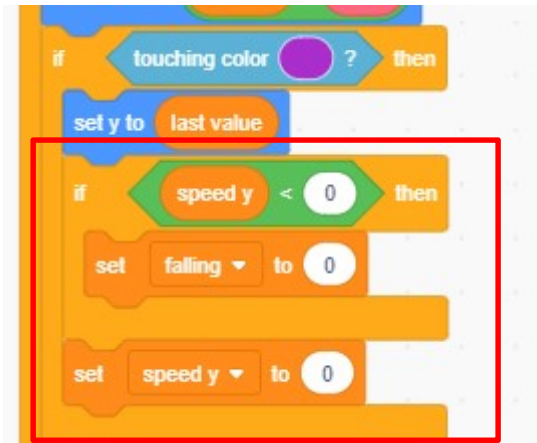 if touching color ? then
set y to last value
if speed y < 0 then
set falling to 0
set speed y to 0